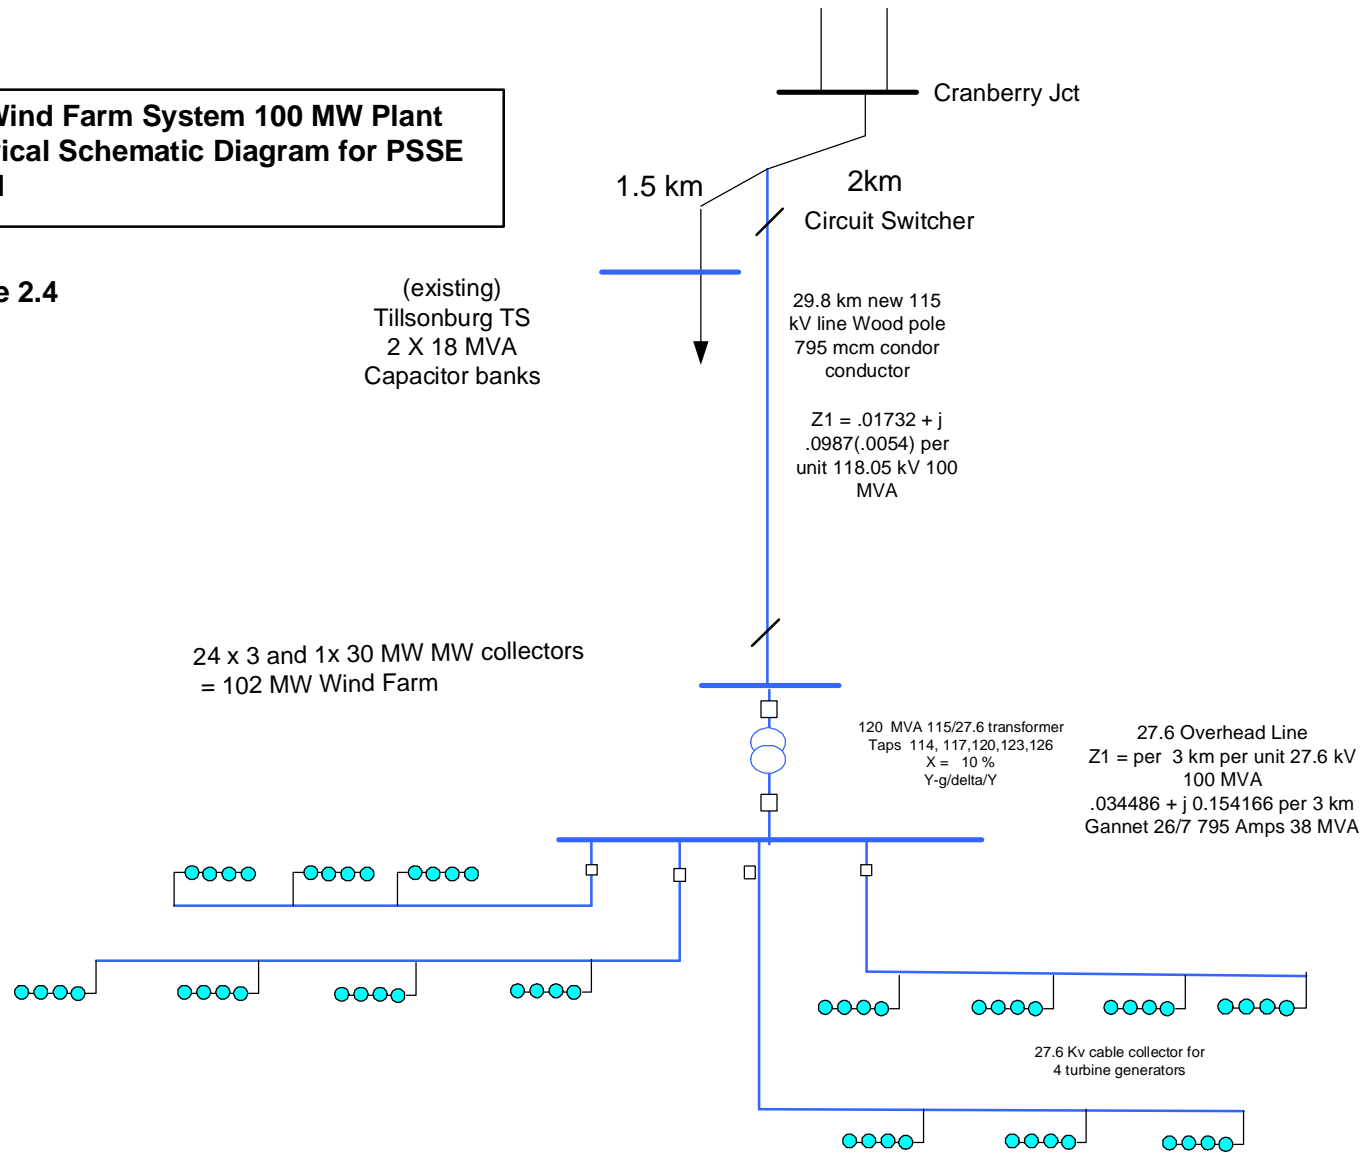 Wind Farm System 100 MW Plant
rical Schematic Diagram for PSSE
e 2.4
Cranberry Jct
1.5 km
2km
Circuit Switcher
(existing)
Tillsonburg TS
2 X 18 MVA
Capacitor banks
29.8 km new 115
kV line Wood pole
795 mcm condor
conductor
Z1 = .01732 + j
.0987(.0054) per
unit 118.05 kV 100
MVA
24 x 3 and 1x 30 MW MW collectors
= 102 MW Wind Farm
120 MVA 115/27.6 transformer
Taps 114, 117,120,123,126
X = 10 %
Y-g/delta/Y
27.6 Overhead Line
Z1 = per 3 km per unit 27.6 kV
100 MVA
.034486 + j 0.154166 per 3 km
Gannet 26/7 795 Amps 38 MVA
27.6 Kv cable collector for
4 turbine generators